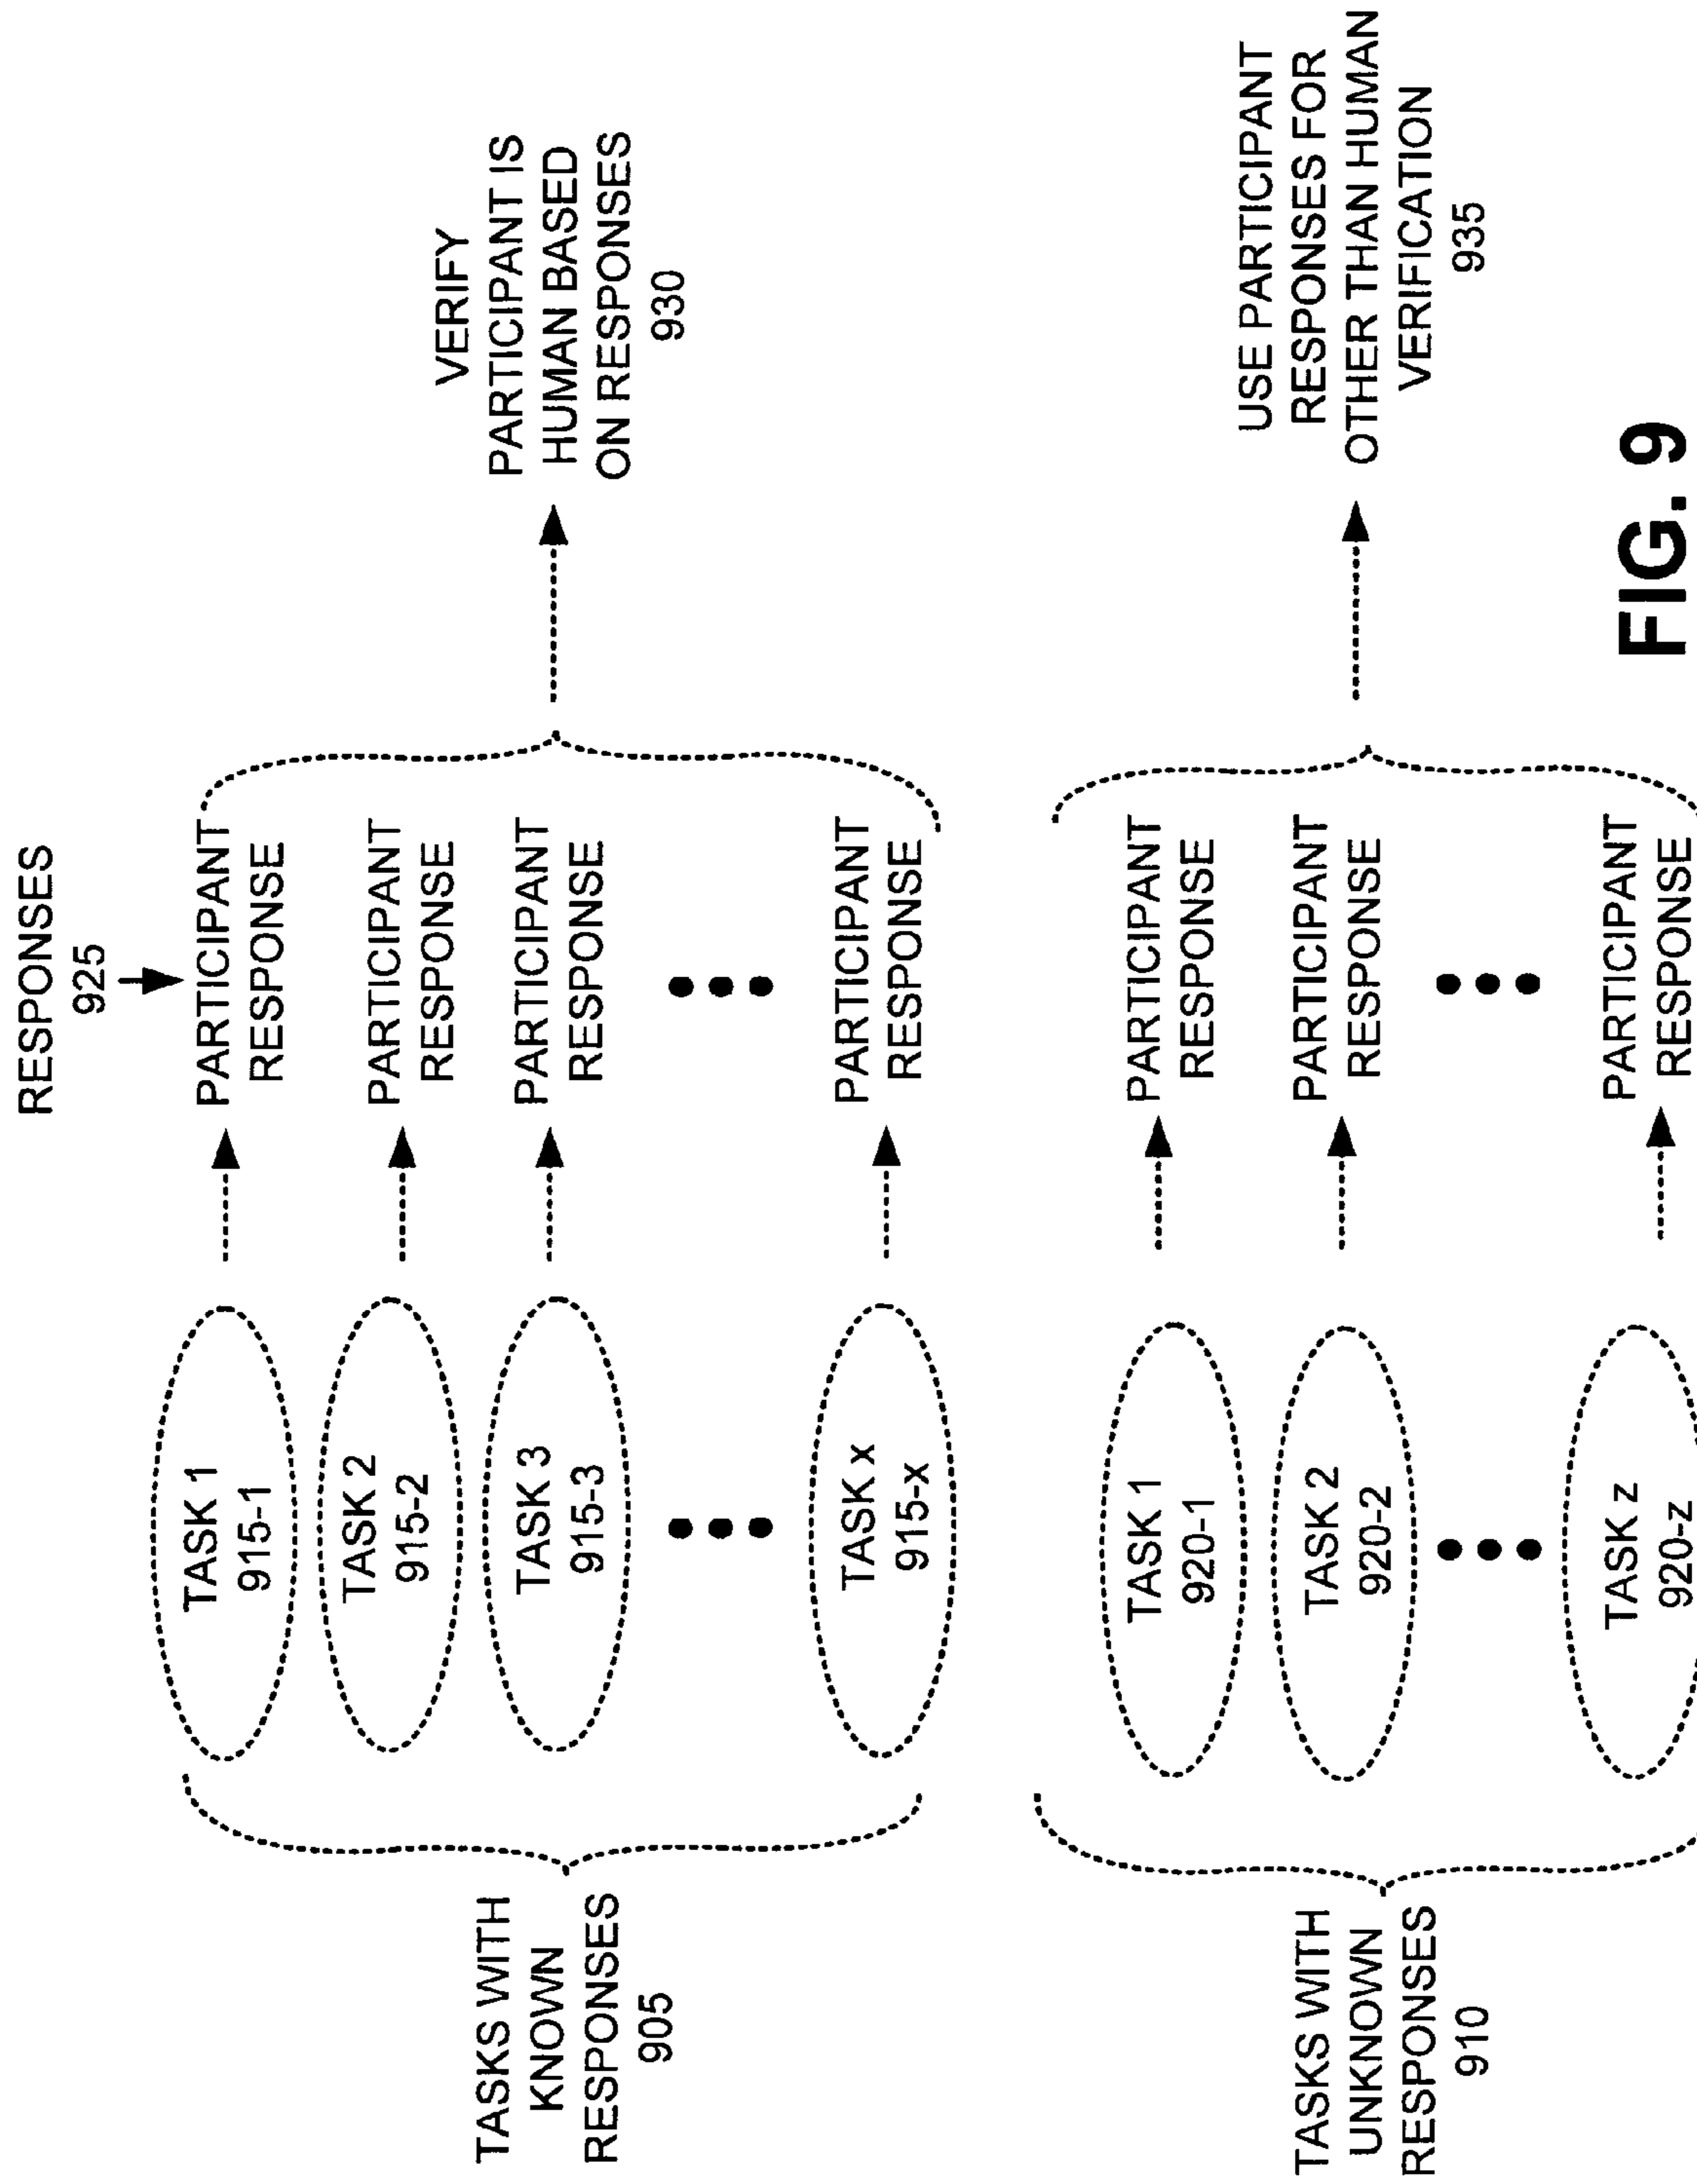 RESPONSES
925
TASKS WITH
KNOWN
RESPONSES
905
TASK 1
915-1
PARTICIPANT
RESPONSE
TASK 2
915-2
PARTICIPANT
RESPONSE
TASK 3
915-3
PARTICIPANT
RESPONSE
TASK x
915-x
PARTICIPANT
RESPONSE
VERIFY
PARTICIPANT IS
HUMAN BASED
ON RESPONSES
930
TASKS WITH
UNKNOWN
RESPONSES
910
TASK 1
920-1
PARTICIPANT
RESPONSE
TASK 2
920-2
PARTICIPANT
RESPONSE
TASK z
920-z
PARTICIPANT
RESPONSE
USE PARTICIPANT
RESPONSES FOR
OTHER THAN HUMAN
VERIFICATION
935
FIG. 9